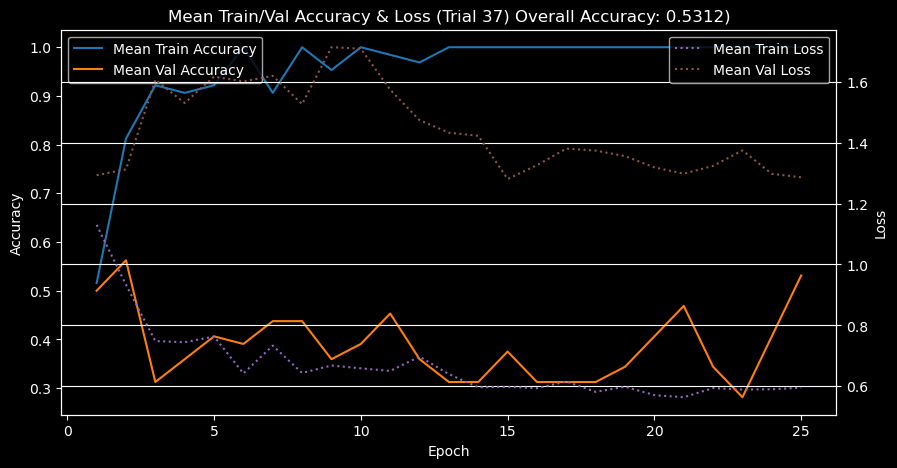 Mean Train/Val Accuracy & Loss (Trial 37) Overall Accuracy: 0.5312)
Mean Train Accuracy
Mean Val Accuracy
Mean Train Loss
Mean Val Loss
1.0
0.9
0.8
0.7
0.6
0.5
0.4
0.3
Accuracy
1.6
1.4
1.2
1.0
0.8
0.6
Loss
0
5
10
15
20
25
Epoch